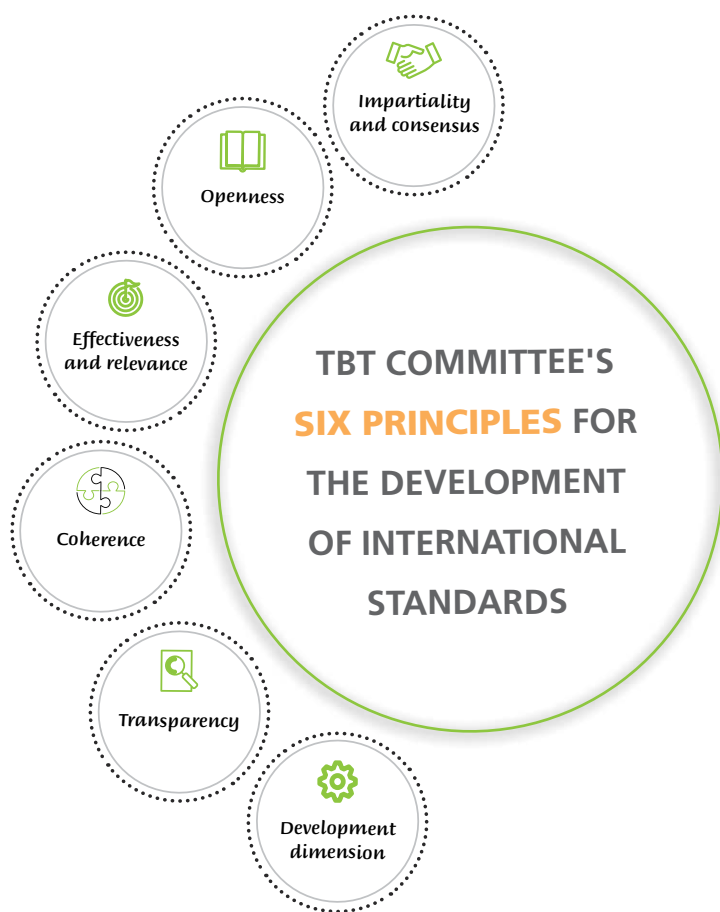 Impartiality
and consensus
Openness
Effectiveness
and relevance
Coherence
Transparency
Development
dimension
TBT COMMITTEE'S
SIX PRINCIPLES FOR
THE DEVELOPMENT
OF INTERNATIONAL
STANDARDS